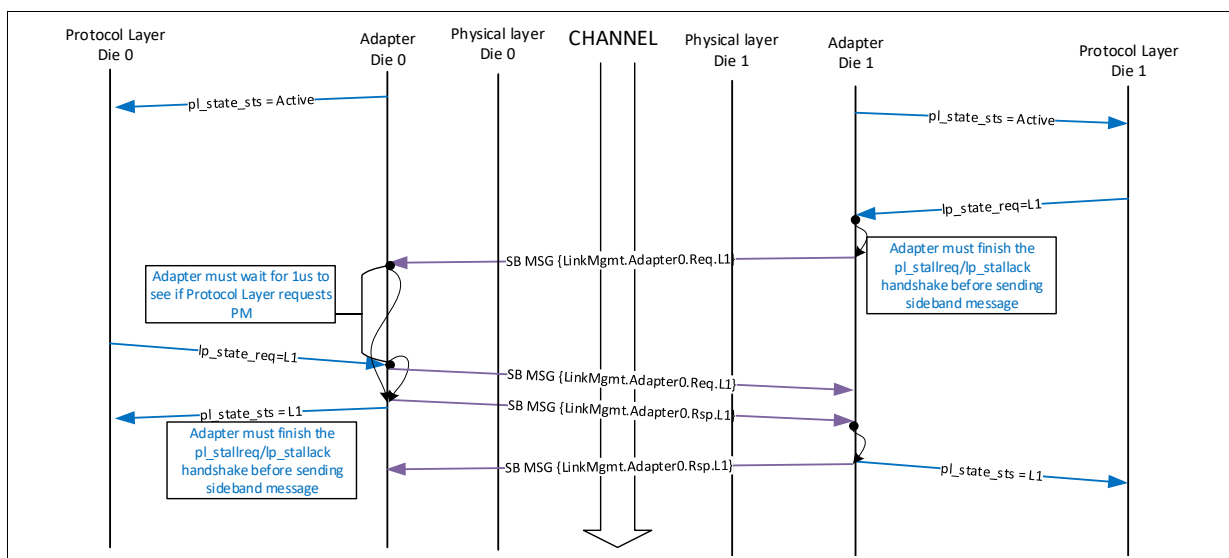 Protocol Layer
Die 0
Adapter
Die 0
Physical layer
Die 0
CHANNEL
Physical layer
Die 1
Adapter
Die 1
Protocol Layer
Die 1
pl_state_sts = Active
pl_state_sts = Active
lp_state_req=L1
Adapter must finish the
pl_stallreq/lp_stallack
handshake before sending
sideband message
SB MSG {LinkMgmt.Adapter0.Req.L1}
Adapter must wait for 1us to
see if Protocol Layer requests
PM
lp_state_req=L1
SB MSG {LinkMgmt.Adapter0.Req.L1}
SB MSG {LinkMgmt.Adapter0.Rsp.L1}
pl_state_sts = L1
Adapter must finish the
pl_stallreq/lp_stallack
handshake before sending
sideband message
SB MSG {LinkMgmt.Adapter0.Rsp.L1}
pl_state_sts = L1